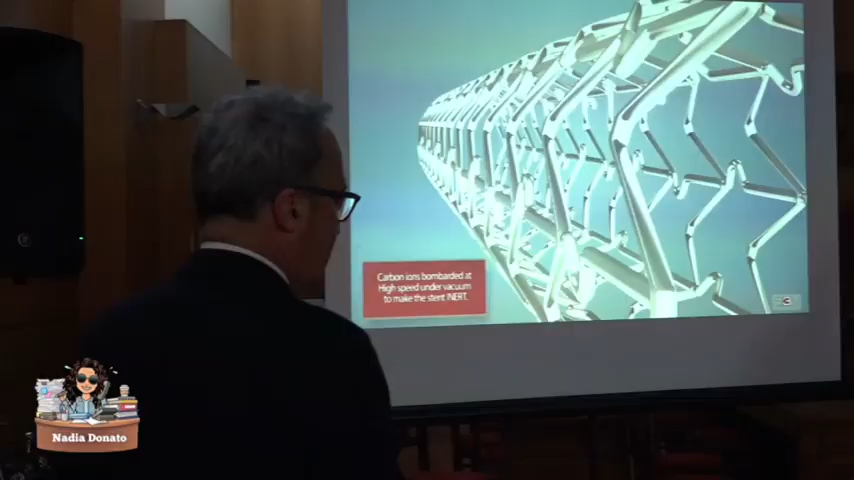 Carbon ions bombarded at
High speed under vacuum
to make the stent INERT.
Nadia Donato